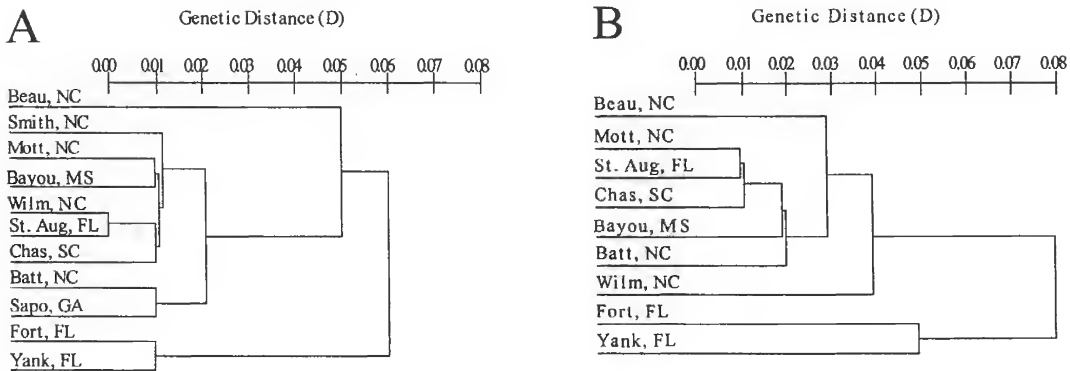 A
Genetic Distance (D)
0.00 0.01 0.02 0.03 0.04 0.05 0.06 0.07 0.08
Beau, NC
Smith, NC
Mott, NC
Bayou, MS
Wilm, NC
St. Aug, FL
Chas, SC
Batt, NC
Sapo, GA
Fort, FL
Yank, FL
B
Genetic Distance (D)
0.00 0.01 0.02 0.03 0.04 0.05 0.06 0.07 0.08
Beau, NC
Mott, NC
St. Aug, FL
Chas, SC
Bayou, MS
Batt, NC
Wilm, NC
Fort, FL
Yank, FL